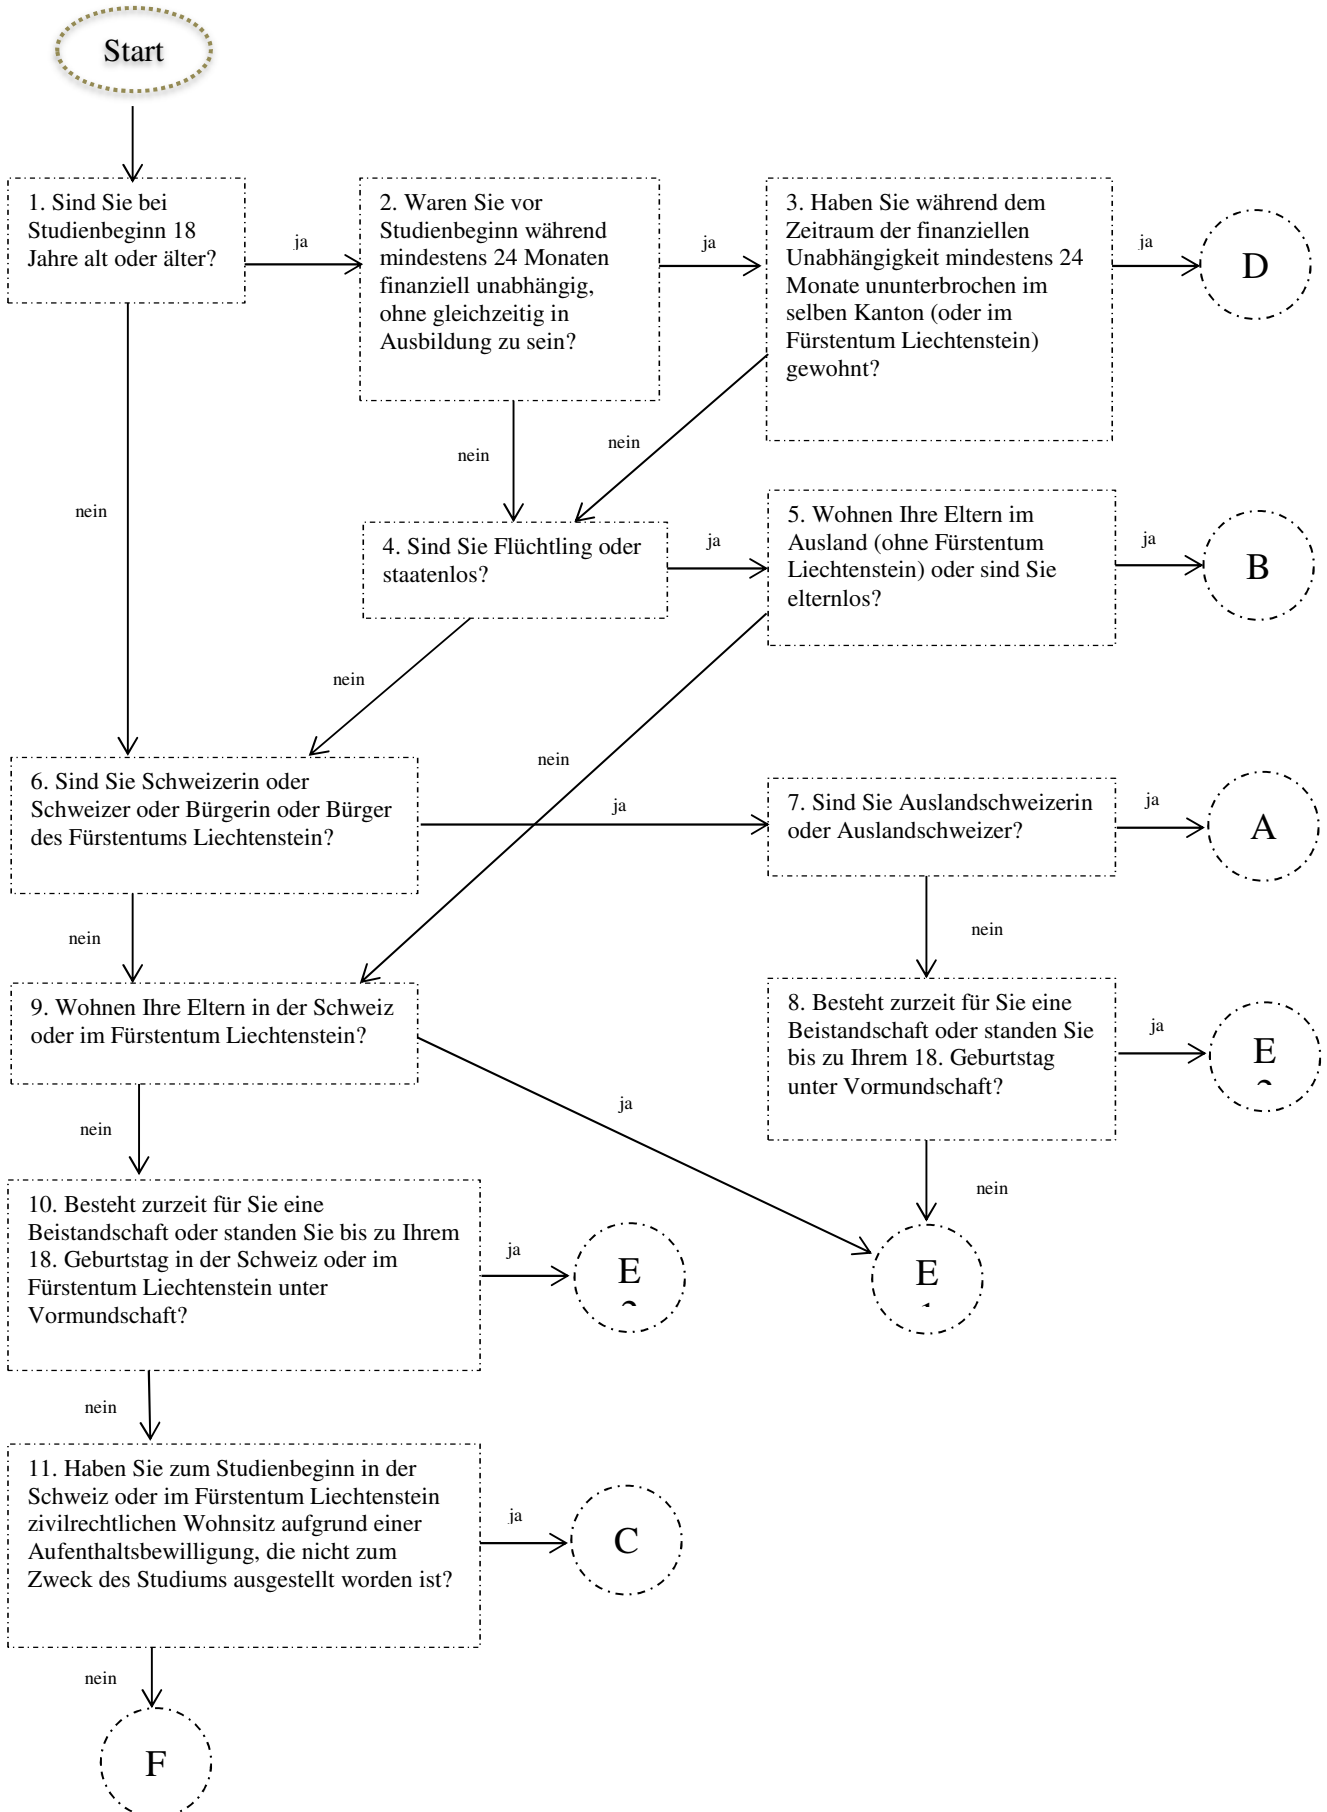 Start
1. Sind Sie bei
Studienbeginn 18
Jahre alt oder älter?
ja
2. Waren Sie vor
Studienbeginn während
mindestens 24 Monaten
finanziell unabhängig,
ohne gleichzeitig in
Ausbildung zu sein?
ja
3. Haben Sie während dem
Zeitraum der finanziellen
Unabhängigkeit mindestens 24
Monate ununterbrochen im
selben Kanton (oder im
Fürstentum Liechtenstein)
gewohnt?
ja
D
nein
nein
nein
4. Sind Sie Flüchtling oder
staatenlos?
ja
5. Wohnen Ihre Eltern im
Ausland (ohne Fürstentum
Liechtenstein) oder sind Sie
elternlos?
ja
B
nein
nein
6. Sind Sie Schweizerin oder
Schweizer oder Bürgerin oder Bürger
des Fürstentums Liechtenstein?
ja
7. Sind Sie Auslandschweizerin
oder Auslandschweizer?
ja
A
nein
nein
9. Wohnen Ihre Eltern in der Schweiz
oder im Fürstentum Liechtenstein?
8. Besteht zurzeit für Sie eine
Beistandschaft oder standen Sie
bis zu Ihrem 18. Geburtstag
unter Vormundschaft?
ja
E
ja
nein
nein
10. Besteht zurzeit für Sie eine
Beistandschaft oder standen Sie bis zu Ihrem
18. Geburtstag in der Schweiz oder im
Fürstentum Liechtenstein unter
Vormundschaft?
ja
E
E
nein
11. Haben Sie zum Studienbeginn in der
Schweiz oder im Fürstentum Liechtenstein
zivilrechtlichen Wohnsitz aufgrund einer
Aufenthaltsbewilligung, die nicht zum
Zweck des Studiums ausgestellt worden ist?
ja
C
nein
F